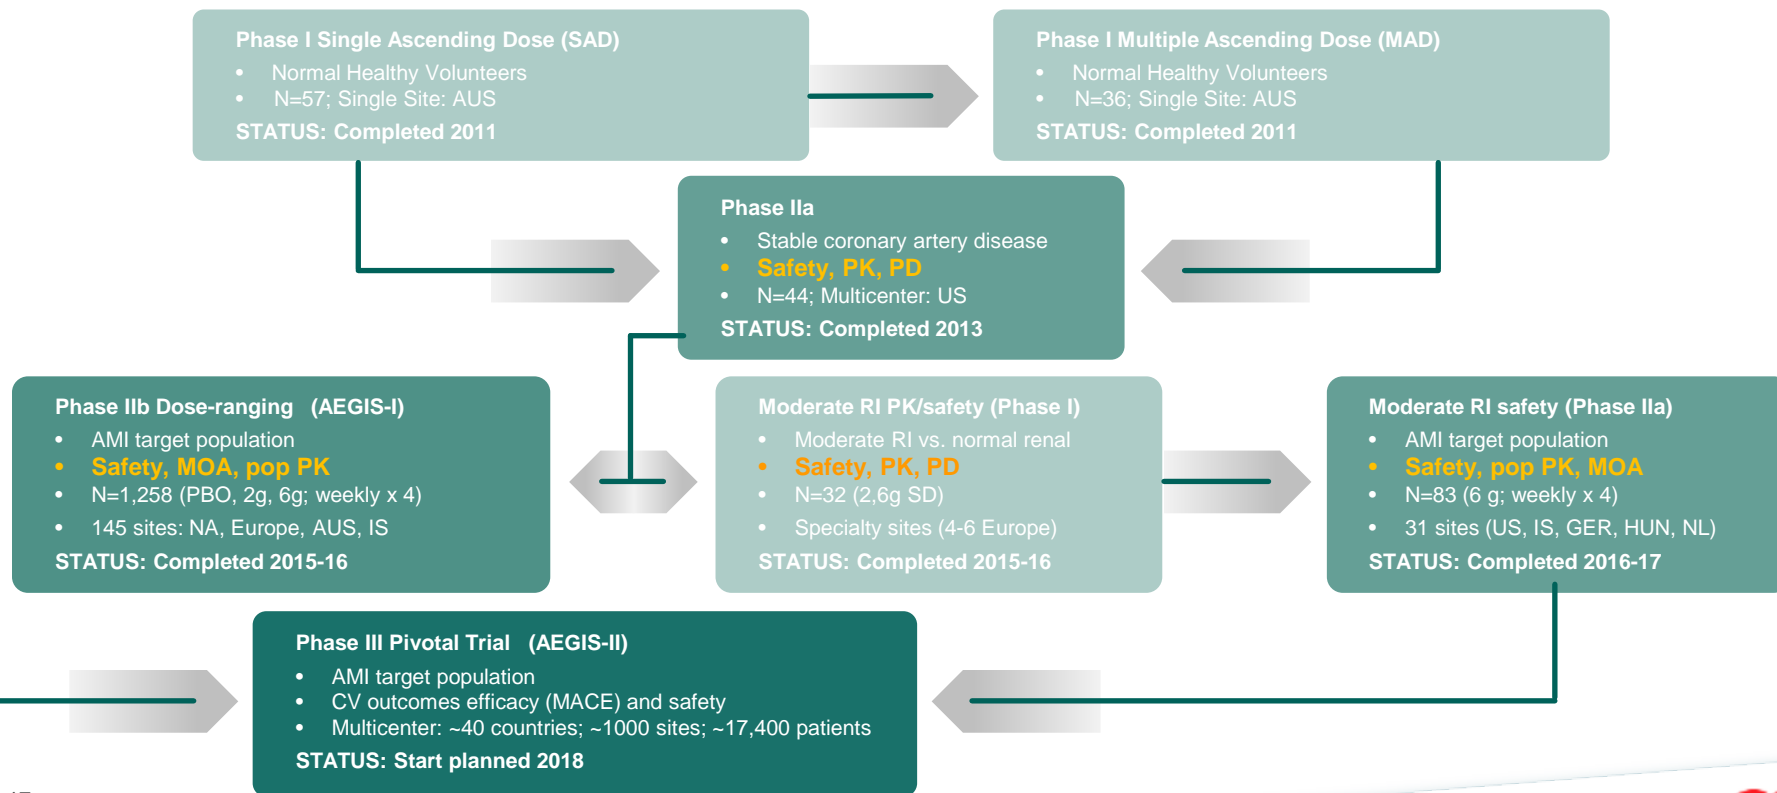 Phase I Single Ascending Dose (SAD)
• Normal Healthy Volunteers
• N=57; Single Site: AUS
STATUS: Completed 2011
Phase I Multiple Ascending Dose (MAD)
• Normal Healthy Volunteers
• N=36; Single Site: AUS
STATUS: Completed 2011
Phase IIa
• Stable coronary artery disease
• Safety, PK, PD
• N=44; Multicenter: US
STATUS: Completed 2013
Phase IIb Dose-ranging (AEGIS-I)
• AMI target population
• Safety, MOA, pop PK
• N=1,258 (PBO, 2g, 6g; weekly x 4)
• 145 sites: NA, Europe, AUS, IS
STATUS: Completed 2015-16
Moderate RI PK/safety (Phase I)
• Moderate RI vs. normal renal
• Safety, PK, PD
• N=32 (2,6g SD)
• Specialty sites (4-6 Europe)
STATUS: Completed 2015-16
Moderate RI safety (Phase IIa)
• AMI target population
• Safety, pop PK, MOA
• N=83 (6 g; weekly x 4)
• 31 sites (US, IS, GER, HUN, NL)
STATUS: Completed 2016-17
Phase III Pivotal Trial (AEGIS-II)
• AMI target population
• CV outcomes efficacy (MACE) and safety
• Multicenter: ~40 countries; ~1000 sites; ~17,400 patients
STATUS: Start planned 2018